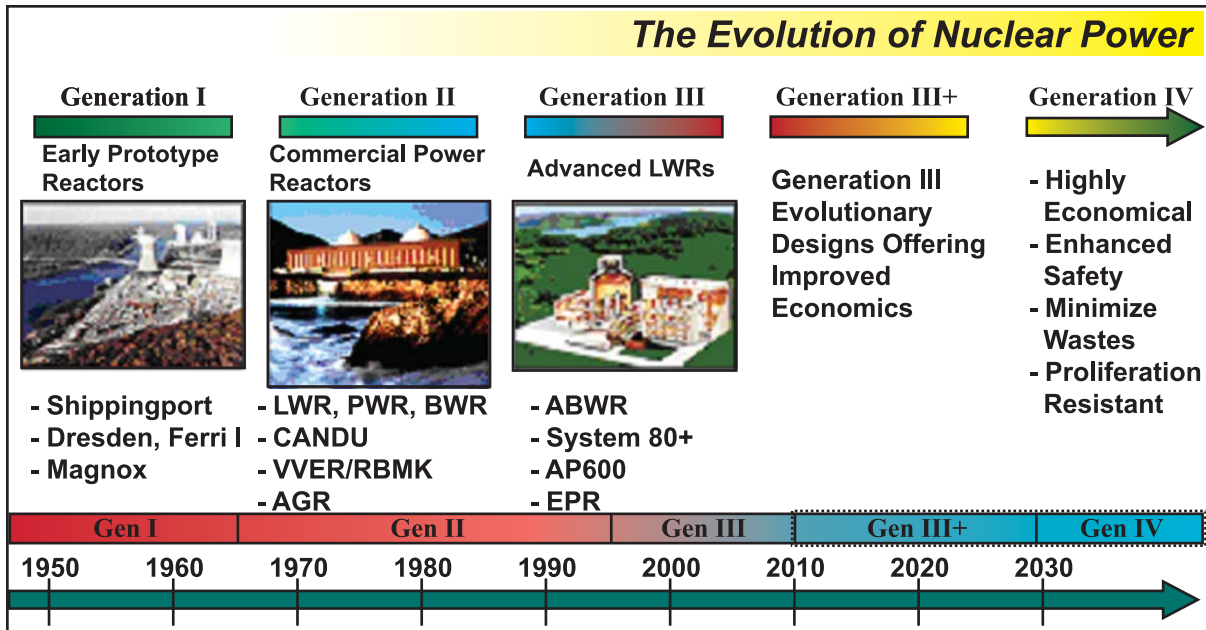 The Evolution of Nuclear Power
Generation I
Early Prototype
Reactors
- Shippingport
- Dresden, Ferri I
- Magnox
Generation II
Commercial Power
Reactors
- LWR, PWR, BWR
- CANDU
- VVER/RBMK
- AGR
Generation III
Advanced LWRs
- ABWR
- System 80+
- AP600
- EPR
Generation III+
Generation III
Evolutionary
Designs Offering
Improved
Economics
Generation IV
- Highly
Economical
- Enhanced
Safety
- Minimize
Wastes
- Proliferation
Resistant
Gen I Gen II Gen III Gen III+ Gen IV
1950 1960 1970 1980 1990 2000 2010 2020 2030